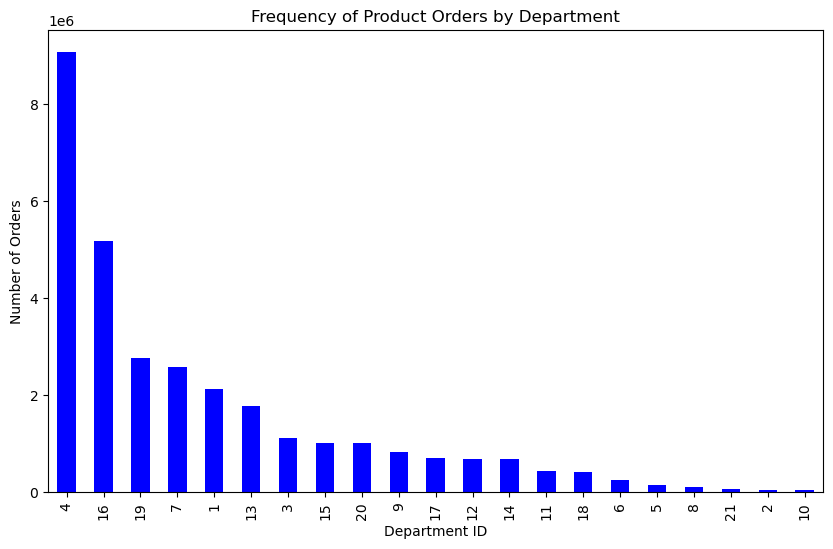 Frequency of Product Orders by Department
1e6
8
6
4
2
0
Number of Orders
4 16 19 7 1 13 3 15 20 9 17 12 14 11 18 6 5 8 21 2 10
Department ID